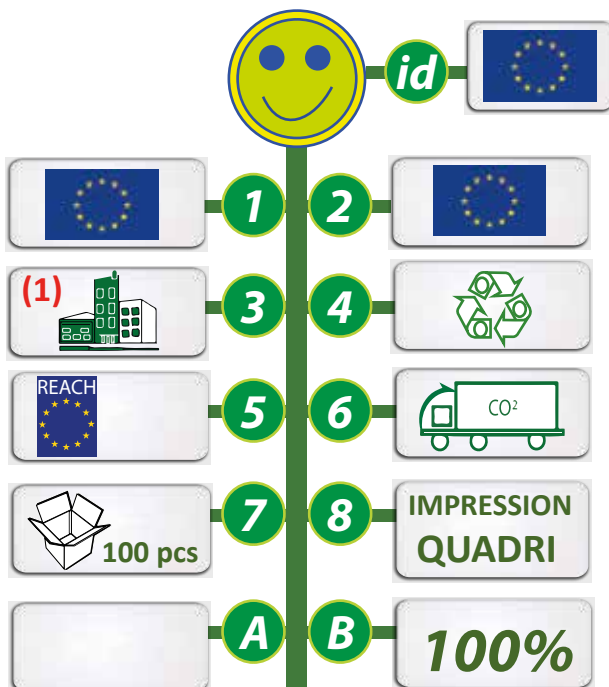 id
1
2
(1)
3
4
REACH
5
6
CO²
7
100 pcs
8
IMPRESSION
QUADRI
A
B
100%